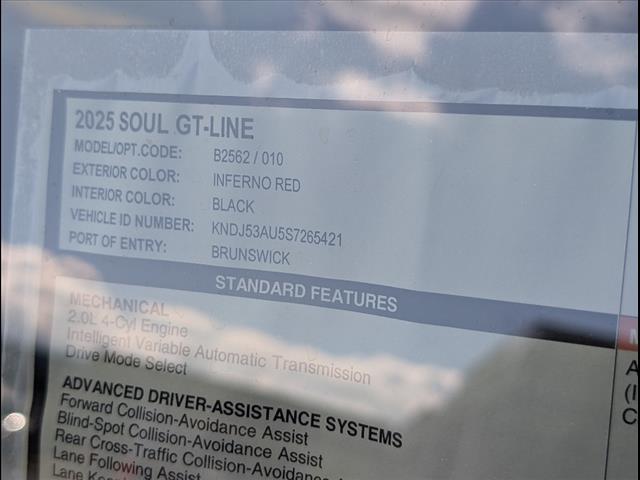 2025 SOUL GT-LINE
MODEL/OPT.CODE: B2562 / 010
EXTERIOR COLOR: INFERNO RED
INTERIOR COLOR: BLACK
VEHICLE ID NUMBER: KNDJ53AU5S7265421
PORT OF ENTRY: BRUNSWICK
STANDARD FEATURES
MECHANICAL
2.0L 4-Cyl Engine
Intelligent Variable Automatic Transmission
Drive Mode Select
ADVANCED DRIVER-ASSISTANCE SYSTEMS
Forward Collision-Avoidance Assist
Blind-Spot Collision-Avoidance Assist
Rear Cross-Traffic Collision-Avoidance
Lane Following Assist
Lane